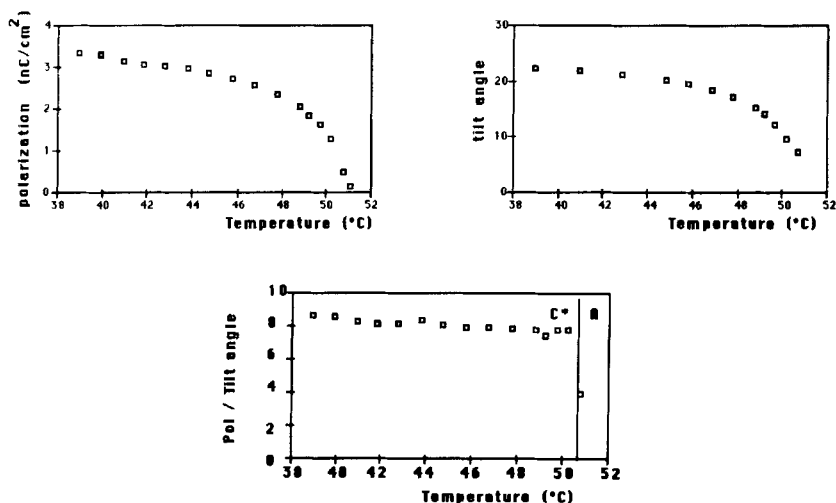 polarization (nC/cm2)
4
3
2
1
0
38 40 42 44 46 48 50 52
Temperature (°C)
tilt angle
30
20
10
0
38 40 42 44 46 48 50 52
Temperature (°C)
Pol / Tilt angle
10
8
6
4
2
0
C* A
38 40 42 44 46 48 50 52
Temperature (°C)